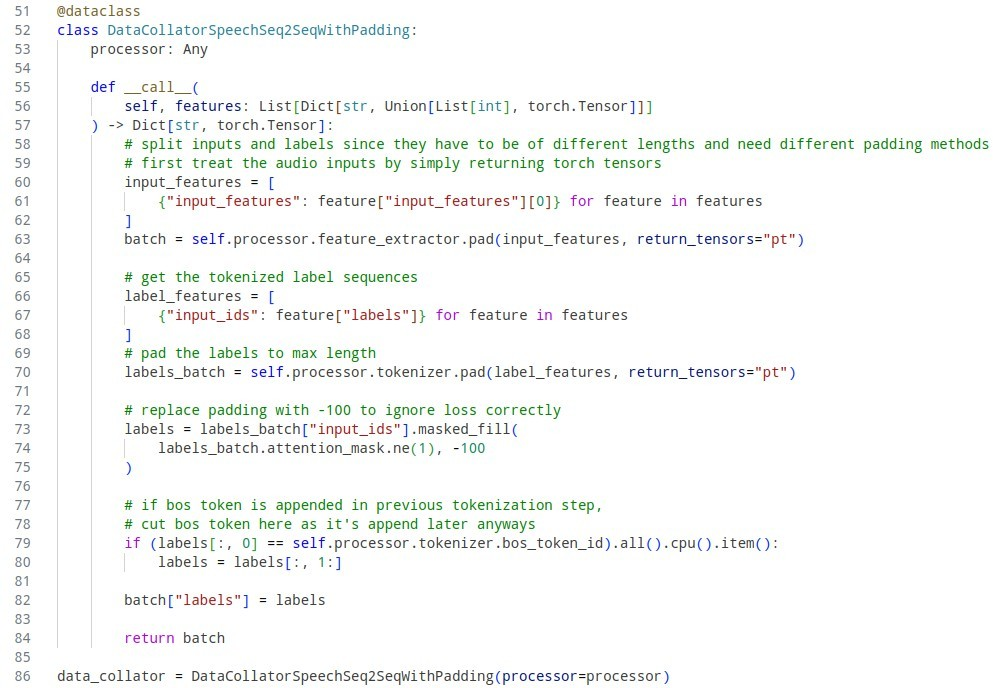 51 @dataclass
52 class DataCollatorSpeechSeq2SeqWithPadding:
53     processor: Any
54
55     def __call__(
56         self, features: List[Dict[str, Union[List[int], torch.Tensor]]]
57     ) -> Dict[str, torch.Tensor]:
58         # split inputs and labels since they have to be of different lengths and need different padding methods
59         # first treat the audio inputs by simply returning torch tensors
60         input_features = [
61             {"input_features": feature["input_features"][0]} for feature in features
62         ]
63         batch = self.processor.feature_extractor.pad(input_features, return_tensors="pt")
64
65         # get the tokenized label sequences
66         label_features = [
67             {"input_ids": feature["labels"]} for feature in features
68         ]
69         # pad the labels to max length
70         labels_batch = self.processor.tokenizer.pad(label_features, return_tensors="pt")
71
72         # replace padding with -100 to ignore loss correctly
73         labels = labels_batch["input_ids"].masked_fill(
74             labels_batch.attention_mask.ne(1), -100
75         )
76
77         # if bos token is appended in previous tokenization step,
78         # cut bos token here as it's append later anyways
79         if (labels[:, 0] == self.processor.tokenizer.bos_token_id).all().cpu().item():
80             labels = labels[:, 1:]
81
82         batch["labels"] = labels
83
84         return batch
85
86 data_collator = DataCollatorSpeechSeq2SeqWithPadding(processor=processor)